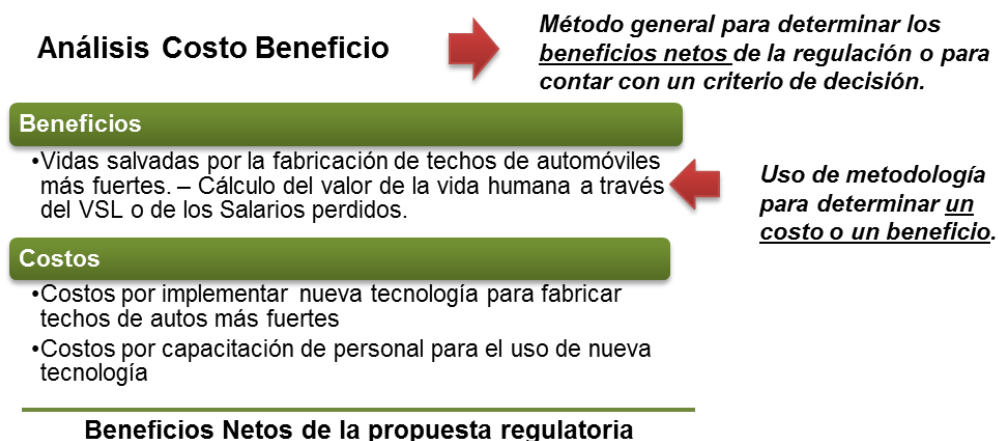 Análisis Costo Beneficio
Método general para determinar los
beneficios netos de la regulación o para
contar con un criterio de decisión.
Beneficios
•Vidas salvadas por la fabricación de techos de automóviles
más fuertes. – Cálculo del valor de la vida humana a través
del VSL o de los Salarios perdidos.
Uso de metodología
para determinar un
costo o un beneficio.
Costos
•Costos por implementar nueva tecnología para fabricar
techos de autos más fuertes
•Costos por capacitación de personal para el uso de nueva
tecnología
Beneficios Netos de la propuesta regulatoria